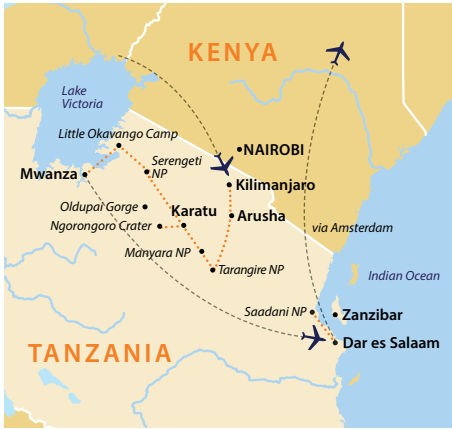 KENYA
Lake
Victoria
Little Okavango Camp
NAIROBI
Serengeti
NP
Mwanza
Kilimanjaro
Oldupai Gorge
Karatu
Arusha
Ngorongoro Crater
via Amsterdam
Manyara NP
Tarangire NP
Indian Ocean
Saadani NP
Zanzibar
Dar es Salaam
TANZANIA